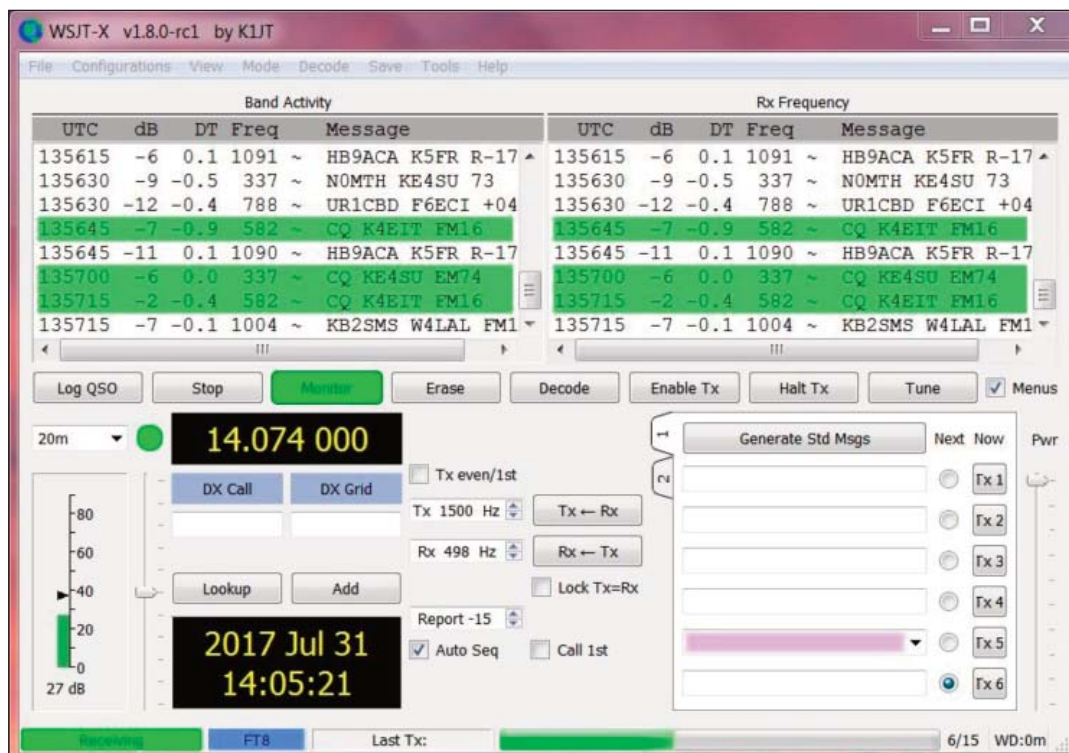 WSJT-X v1.8.0-rc1 by K1JT
File Configurations View Mode Decode Save Tools Help
Band Activity
UTC dB DT Freq Message
135615 -6 0.1 1091 ~ HB9ACA K5FR R-17
135630 -9 -0.5 337 ~ N0MTH KE4SU 73
135630 -12 -0.4 788 ~ UR1CBD F6ECI +04
135645 -7 -0.9 582 ~ CQ K4EIT FM16
135645 -11 0.1 1090 ~ HB9ACA K5FR R-17
135700 -6 0.0 337 ~ CQ KE4SU EM74
135715 -2 -0.4 582 ~ CQ K4EIT FM16
135715 -7 -0.1 1004 ~ KB2SMS W4LAL FM1
Rx Frequency
UTC dB DT Freq Message
135615 -6 0.1 1091 ~ HB9ACA K5FR R-17
135630 -9 -0.5 337 ~ N0MTH KE4SU 73
135630 -12 -0.4 788 ~ UR1CBD F6ECI +04
135645 -7 -0.9 582 ~ CQ K4EIT FM16
135645 -11 0.1 1090 ~ HB9ACA K5FR R-17
135700 -6 0.0 337 ~ CQ KE4SU EM74
135715 -2 -0.4 582 ~ CQ K4EIT FM16
135715 -7 -0.1 1004 ~ KB2SMS W4LAL FM1
Log QSO Stop Monitor Erase Decode Enable Tx Halt Tx Tune Menus
20m
14.074 000
DX Call DX Grid
Lookup Add
2017 Jul 31
14:05:21
80
60
40
20
0
27 dB
Tx even/1st
Tx 1500 Hz Tx ← Rx
Rx 498 Hz Rx ← Tx
Lock Tx=Rx
Report -15
Auto Seq Call 1st
1
2
Generate Std Msgs Next Now Pwr
Tx 1
Tx 2
Tx 3
Tx 4
Tx 5
Tx 6
Receiving FT8 Last Tx: 6/15 WD:0m